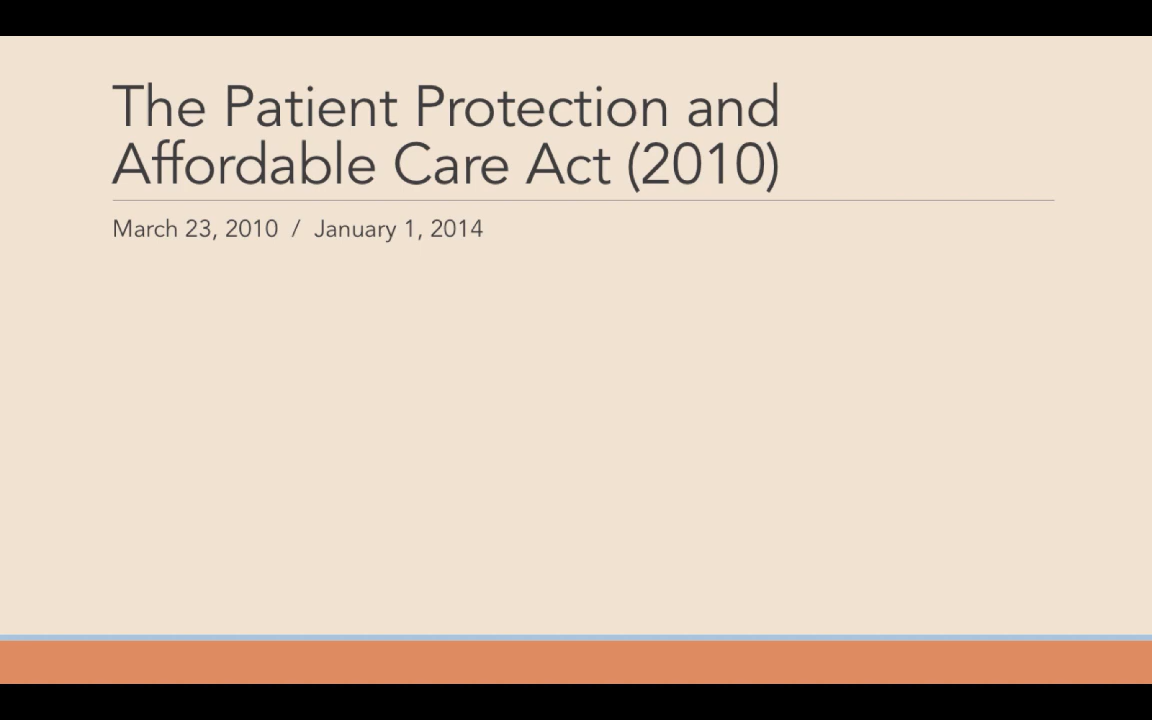 The Patient Protection and
Affordable Care Act (2010)
March 23, 2010 / January 1, 2014